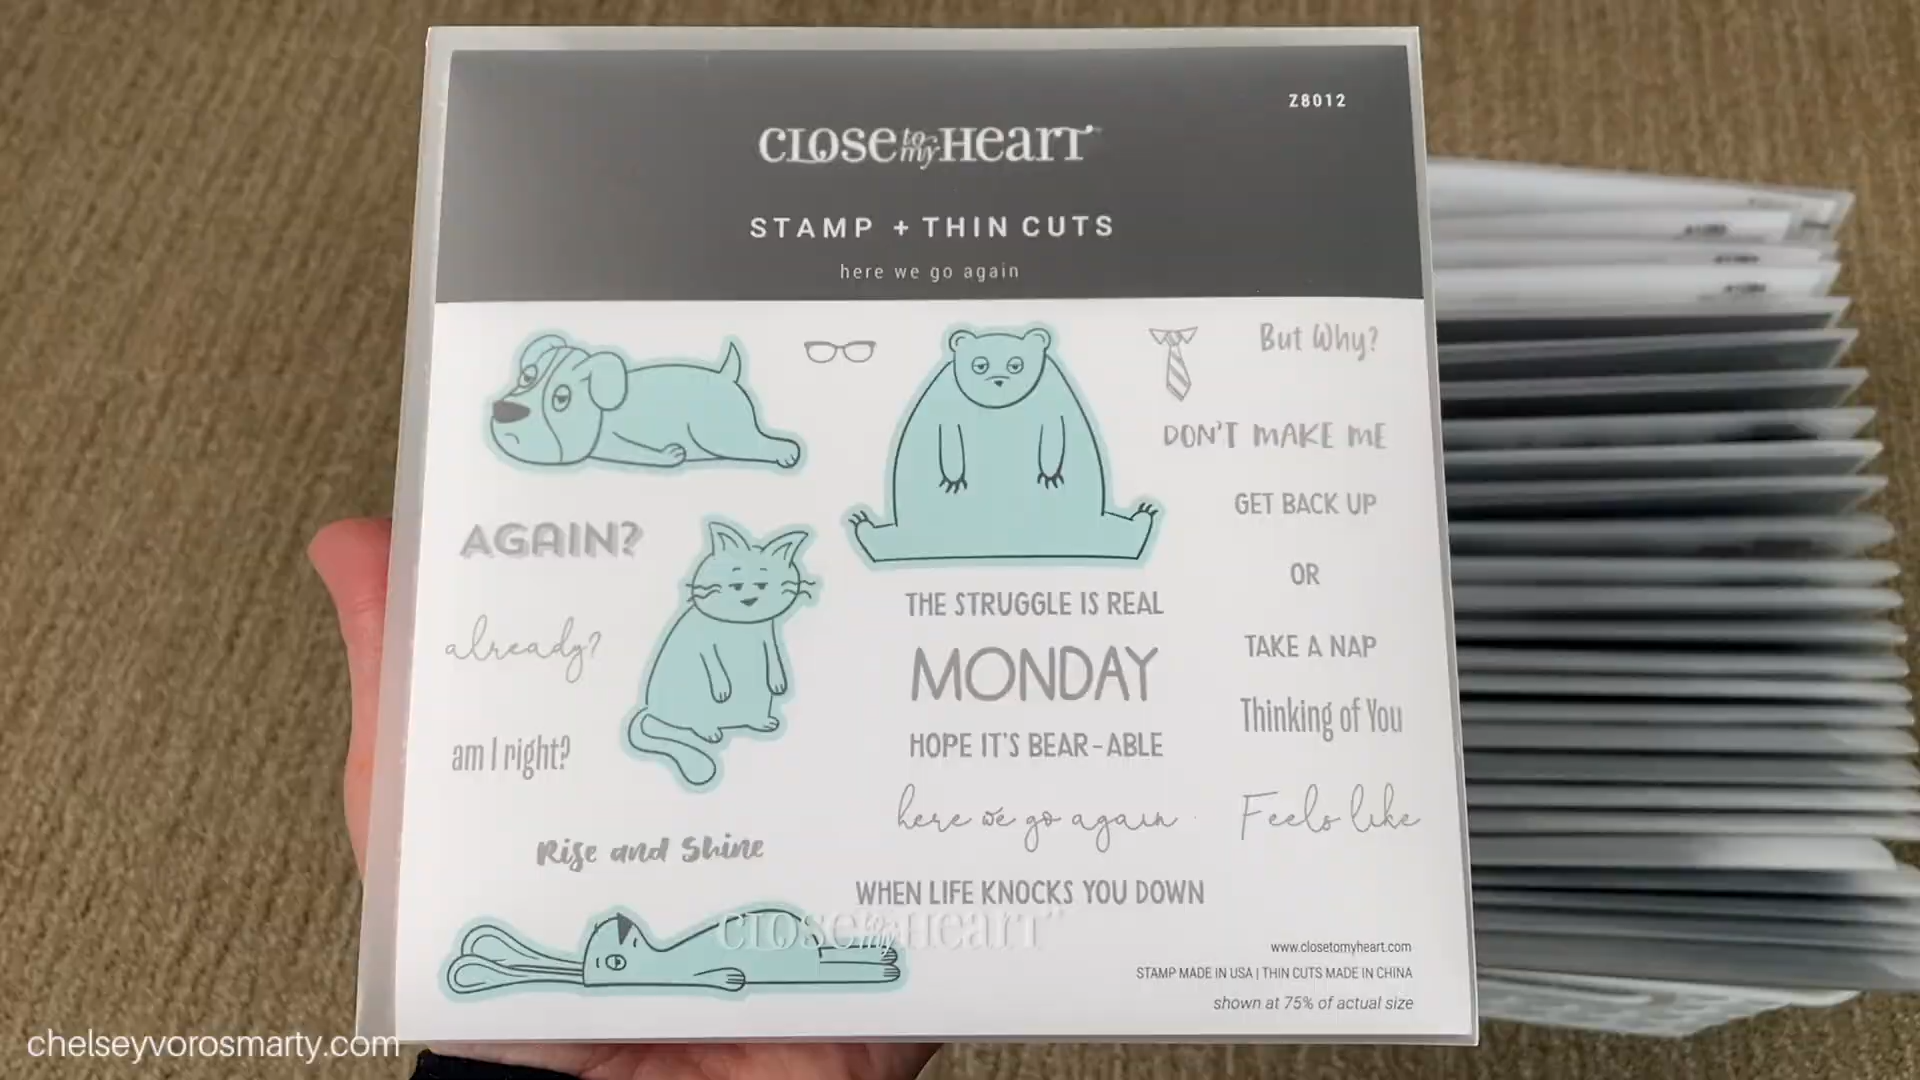 Z8012
CLOSE to my HEART™
STAMP + THIN CUTS
here we go again
But Why?
DON'T MAKE ME
GET BACK UP
OR
TAKE A NAP
Thinking of You
Feels like
AGAIN?
already?
am I right?
THE STRUGGLE IS REAL
MONDAY
HOPE IT'S BEAR-ABLE
here we go again
Rise and Shine
WHEN LIFE KNOCKS YOU DOWN
CLOSE to my HEART™
www.closetomyheart.com
STAMP MADE IN USA | THIN CUTS MADE IN CHINA
shown at 75% of actual size
chelseyvorosmarty.com